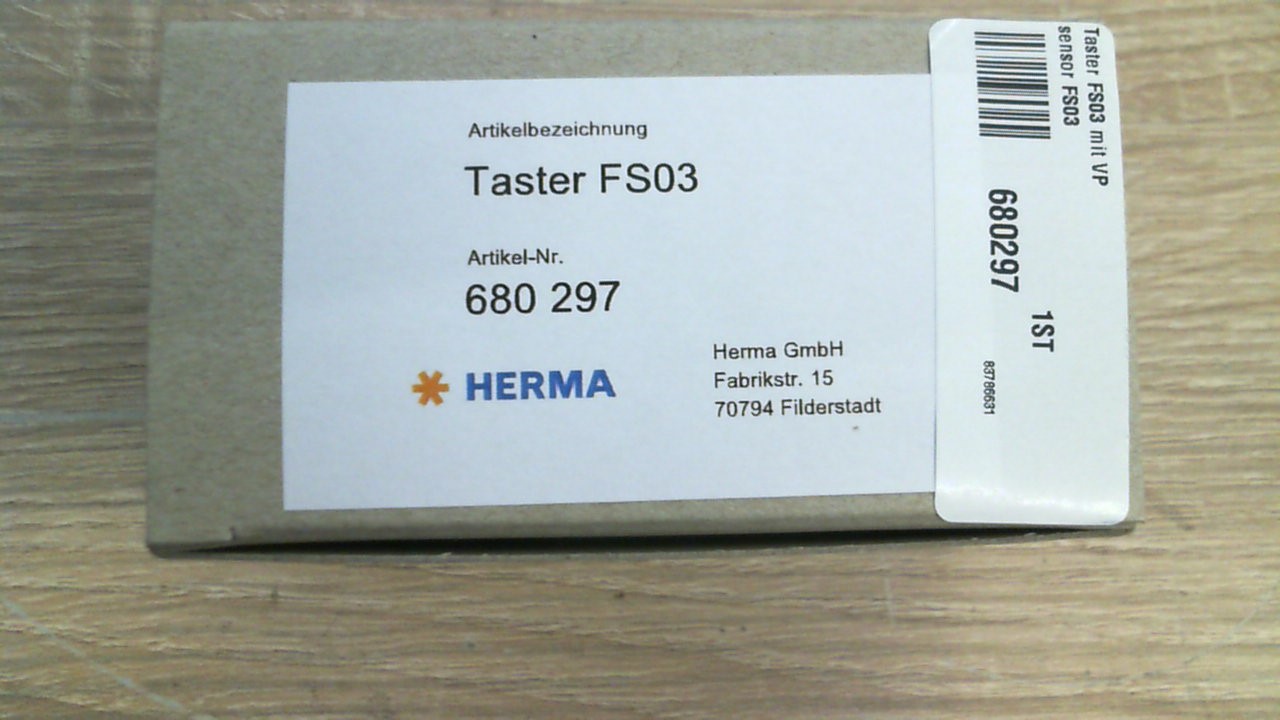 Artikelbezeichnung
Taster FS03
Artikel-Nr.
680 297
HERMA
Herma GmbH
Fabrikstr. 15
70794 Filderstadt
Taster FS03 mit VP
sensor FS03
680297
1ST
83786631